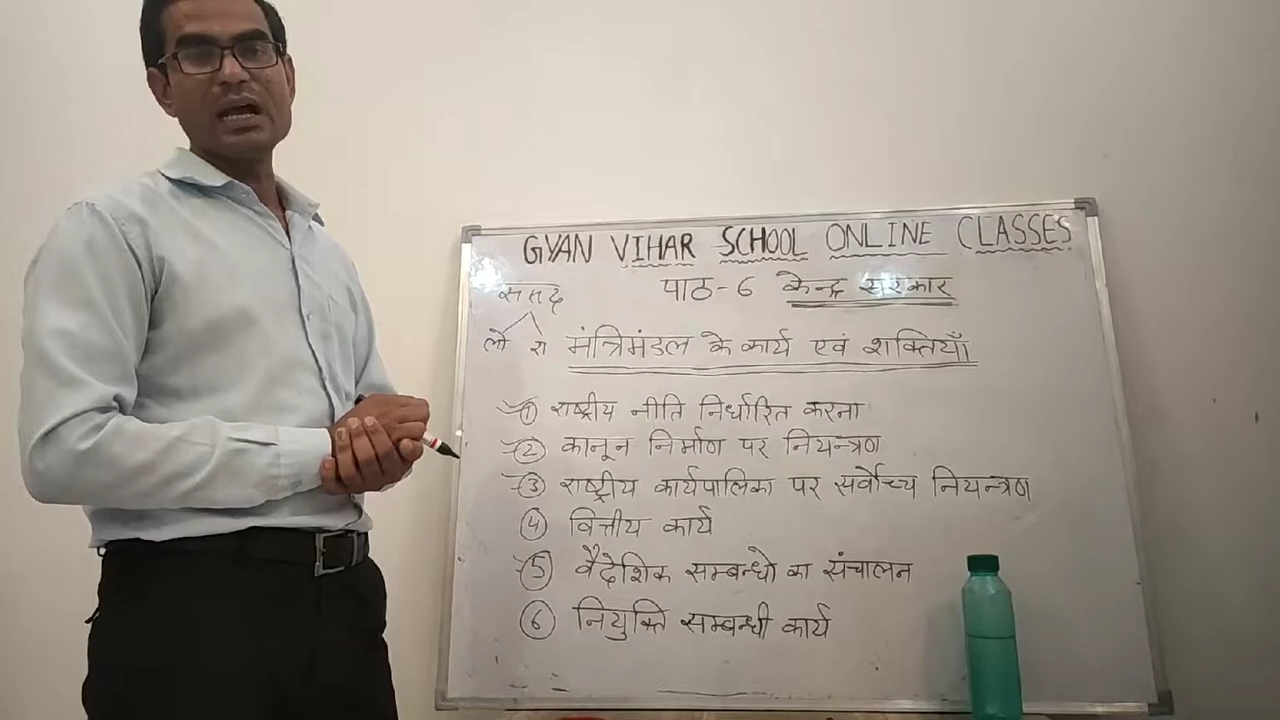 GYAN VIHAR SCHOOL ONLINE CLASSES
पाठ-6 केन्द्र सरकार
संसद
लो रा
मंत्रिमंडल के कार्य एवं शक्तियाँ
① राष्ट्रीय नीति निर्धारित करना
② कानून निर्माण पर नियन्त्रण
③ राष्ट्रीय कार्यपालिका पर सर्वोच्च नियन्त्रण
④ वित्तीय कार्य
⑤ वैदेशिक सम्बन्धो का संचालन
⑥ नियुक्ति सम्बन्धी कार्य